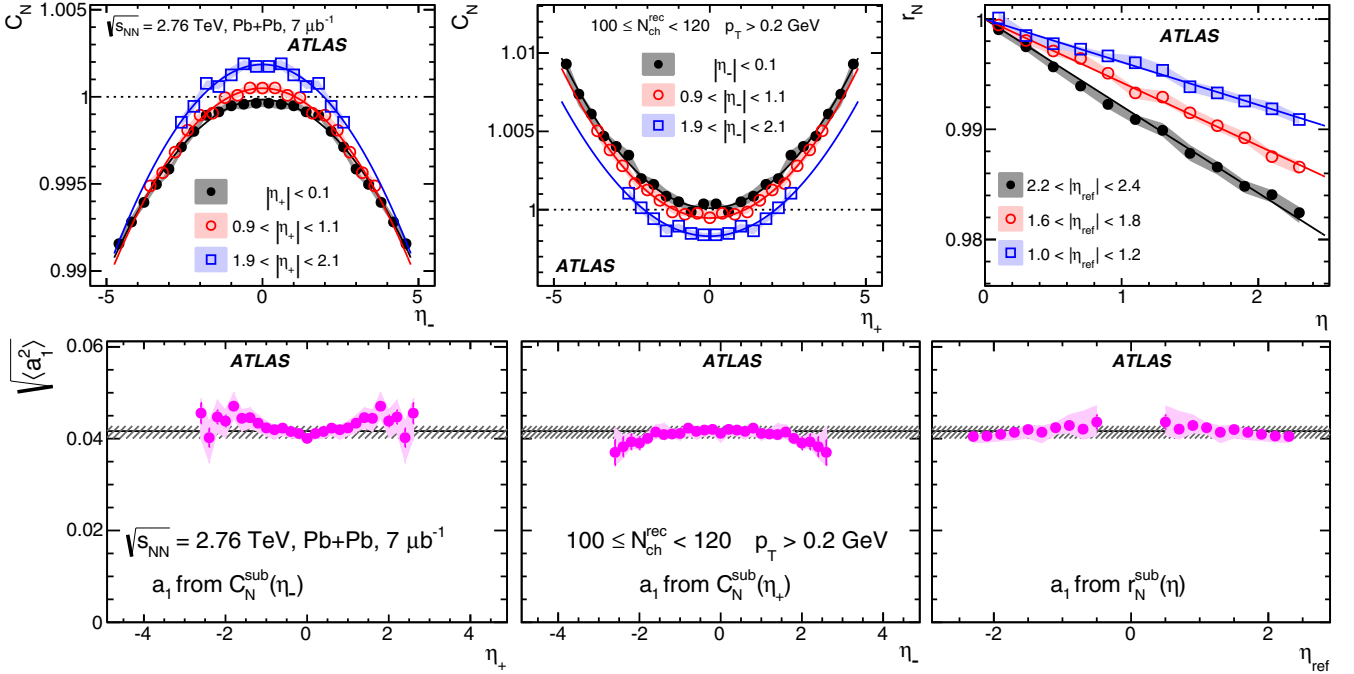 C_N
1.005
1
0.995
0.99
√s_NN = 2.76 TeV, Pb+Pb, 7 μb⁻¹
ATLAS
|η₊| < 0.1
0.9 < |η₊| < 1.1
1.9 < |η₊| < 2.1
−5 0 5
η₋
C_N
1.01
1.005
1
100 ≤ N_ch^rec < 120 p_T > 0.2 GeV
|η₋| < 0.1
0.9 < |η₋| < 1.1
1.9 < |η₋| < 2.1
ATLAS
−5 0 5
η₊
r_N
1
0.99
0.98
ATLAS
2.2 < |η_ref| < 2.4
1.6 < |η_ref| < 1.8
1.0 < |η_ref| < 1.2
0 1 2
η
√⟨a₁²⟩
0.06
0.04
0.02
0
ATLAS
√s_NN = 2.76 TeV, Pb+Pb, 7 μb⁻¹
a₁ from C_N^sub(η₋)
−4 −2 0 2 4
η₊
ATLAS
100 ≤ N_ch^rec < 120 p_T > 0.2 GeV
a₁ from C_N^sub(η₊)
−4 −2 0 2 4
η₋
ATLAS
a₁ from r_N^sub(η)
−2 0 2
η_ref